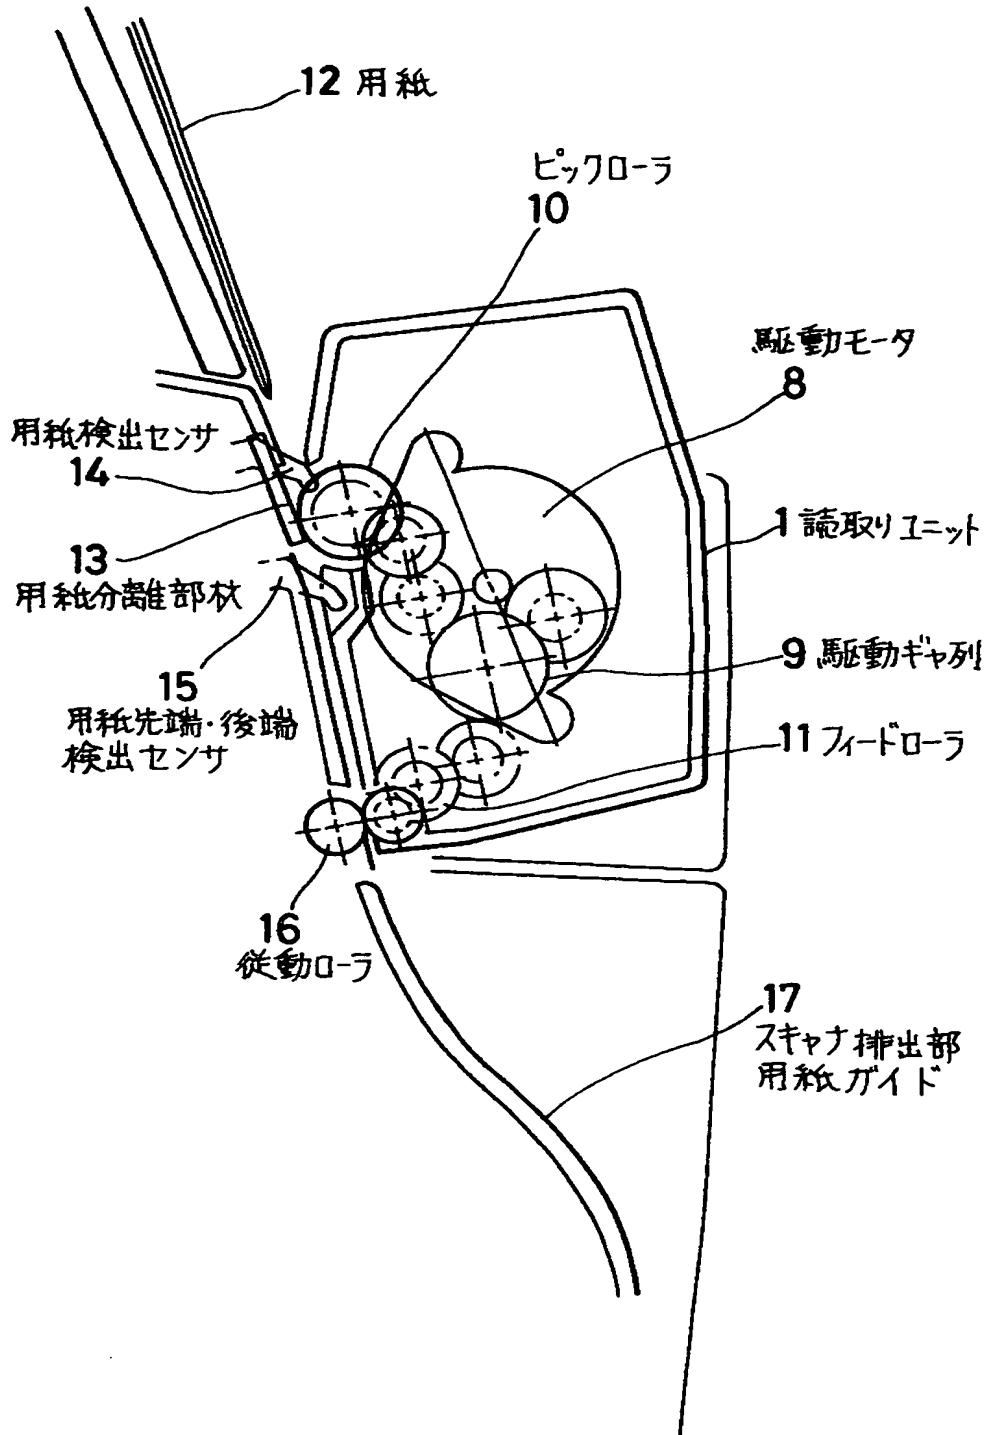 12 用紙
ピックローラ
10
駆動モータ
8
用紙検出センサ
14
1 読取りユニット
13
用紙分離部材
9 駆動ギャ列
15
用紙先端・後端
検出センサ
11 フィードローラ
16
従動ローラ
17
スキャナ排出部
用紙ガイド